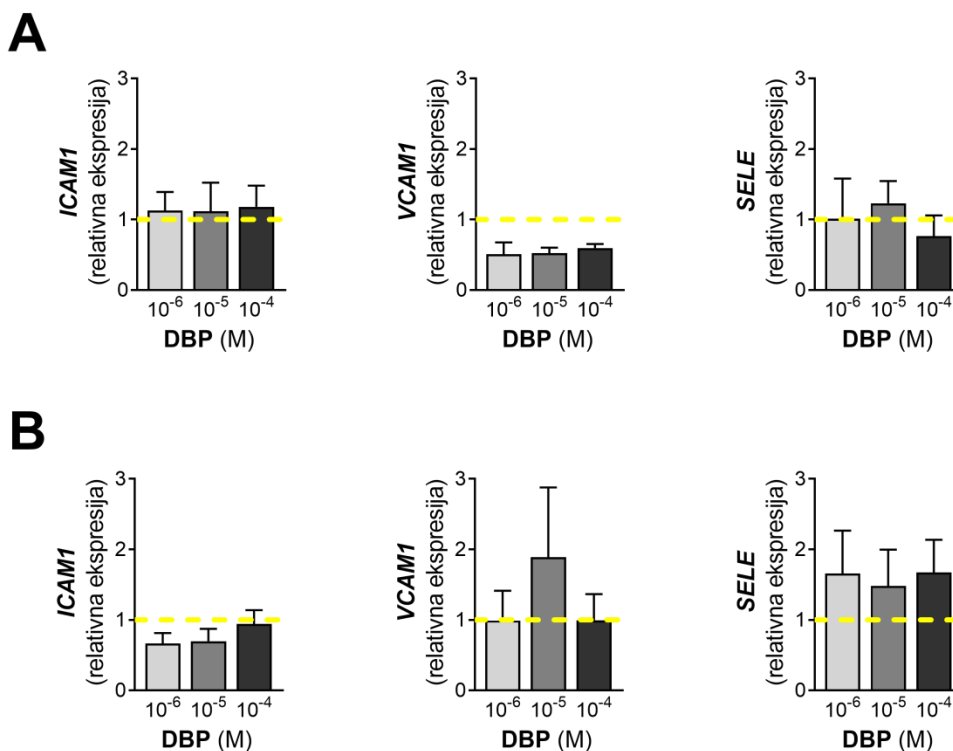 A
ICAM1
(relativna ekspresija)
3
2
1
0
10⁻⁶ 10⁻⁵ 10⁻⁴
DBP (M)
VCAM1
(relativna ekspresija)
3
2
1
0
10⁻⁶ 10⁻⁵ 10⁻⁴
DBP (M)
SELE
(relativna ekspresija)
3
2
1
0
10⁻⁶ 10⁻⁵ 10⁻⁴
DBP (M)
B
ICAM1
(relativna ekspresija)
3
2
1
0
10⁻⁶ 10⁻⁵ 10⁻⁴
DBP (M)
VCAM1
(relativna ekspresija)
3
2
1
0
10⁻⁶ 10⁻⁵ 10⁻⁴
DBP (M)
SELE
(relativna ekspresija)
3
2
1
0
10⁻⁶ 10⁻⁵ 10⁻⁴
DBP (M)